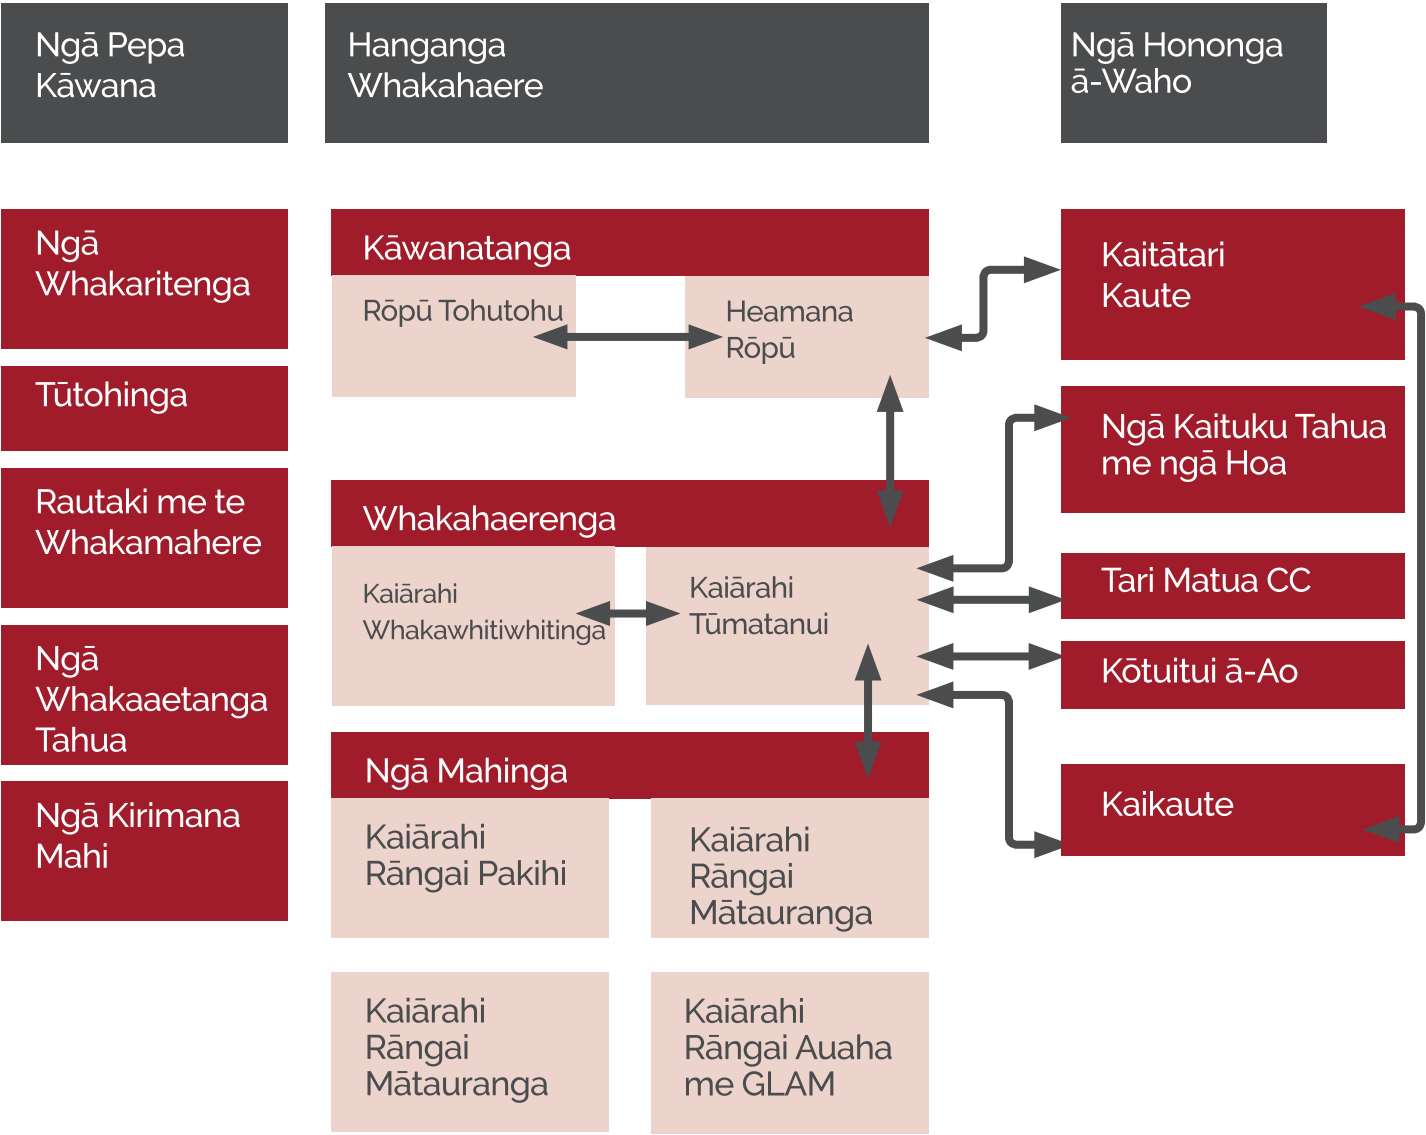 Ngā Pepa
Kāwana
Hanganga
Whakahaere
Ngā Hononga
ā-Waho
Ngā
Whakaritenga
Tūtohinga
Rautaki me te
Whakamahere
Ngā
Whakaaetanga
Tahua
Ngā Kirimana
Mahi
Kāwanatanga
Rōpū Tohutohu
Heamana
Rōpū
Whakahaerenga
Kaiārahi
Whakawhitiwhitinga
Kaiārahi
Tūmatanui
Ngā Mahinga
Kaiārahi
Rāngai Pakihi
Kaiārahi
Rāngai
Mātauranga
Kaiārahi
Rāngai
Mātauranga
Kaiārahi
Rāngai Auaha
me GLAM
Kaitātari
Kaute
Ngā Kaituku Tahua
me ngā Hoa
Tari Matua CC
Kōtuitui ā-Ao
Kaikaute